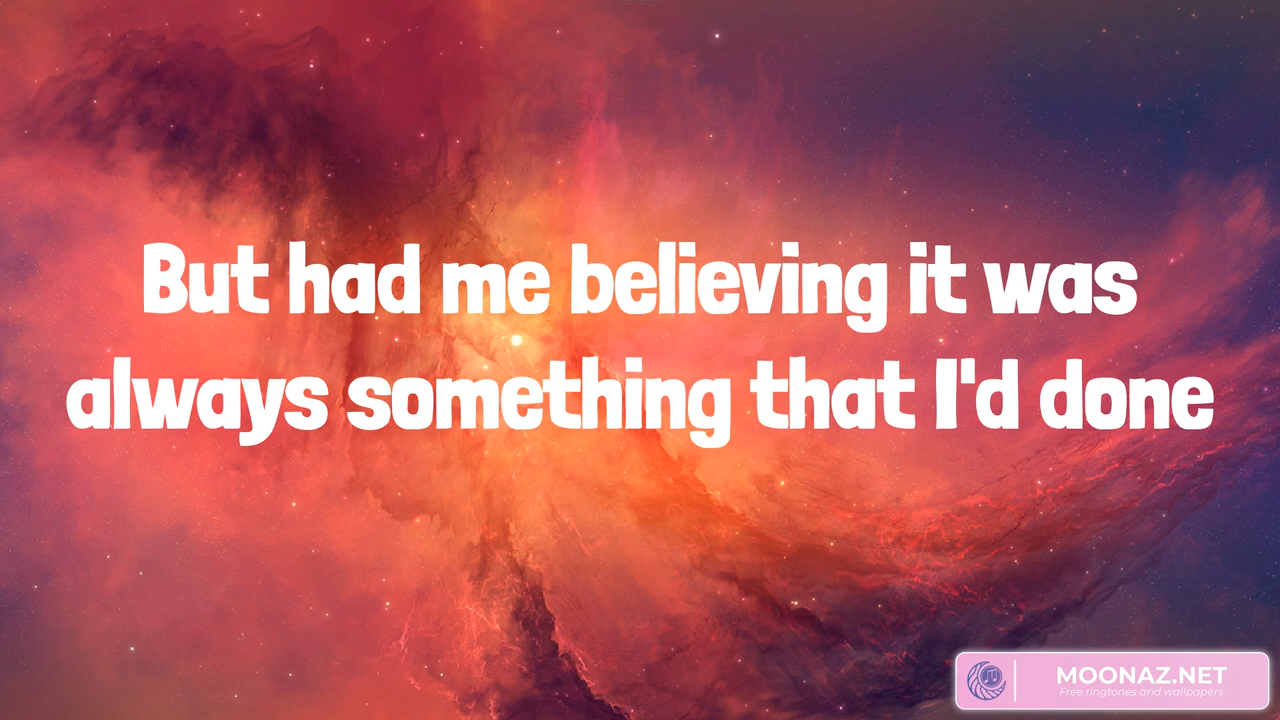 But had me believing it was
always something that I'd done
MOONAZ.NET
Free ringtones and wallpapers